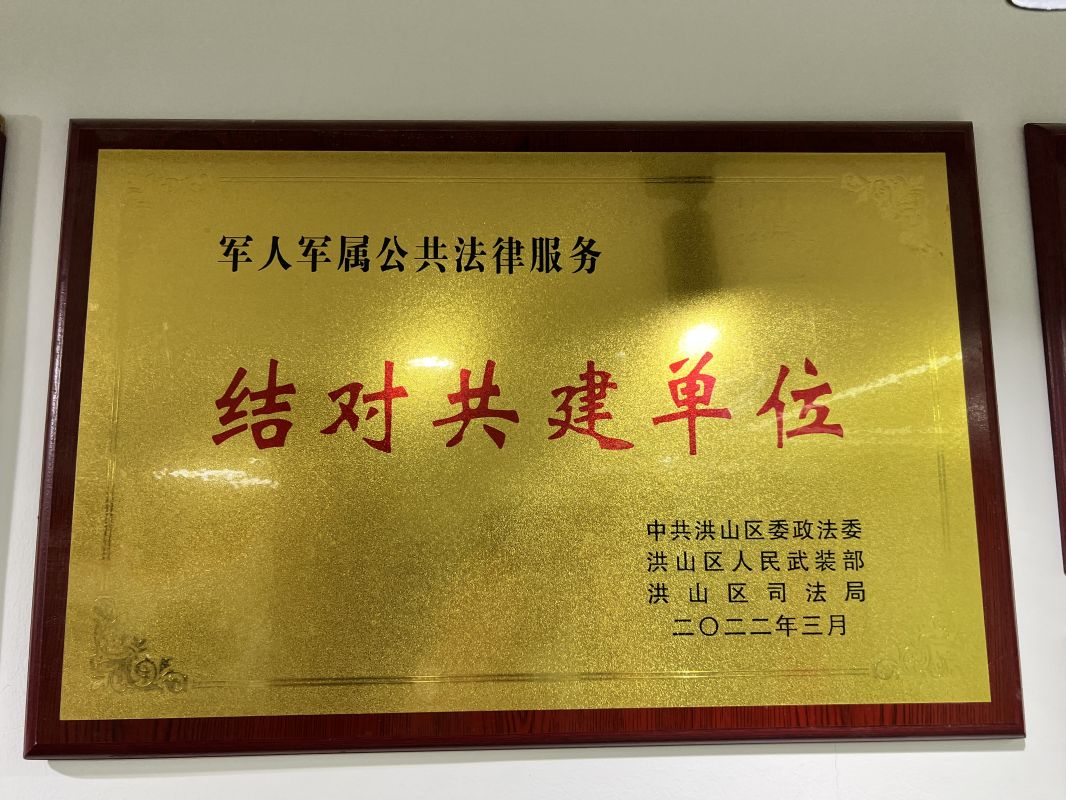 军人军属公共法律服务
结对共建单位
中共洪山区委政法委
洪山区人民武装部
洪山区司法局
二〇二二年三月